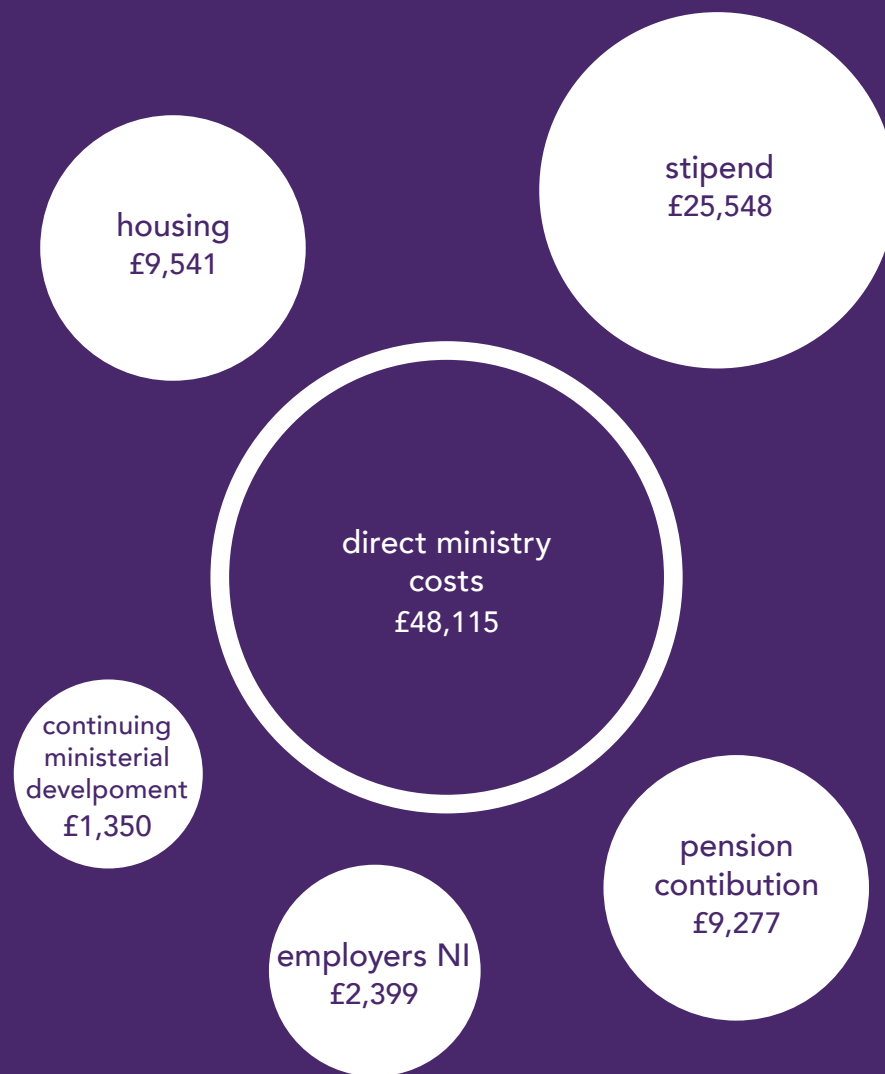 stipend
£25,548
housing
£9,541
direct ministry
costs
£48,115
continuing
ministerial
develpoment
£1,350
pension
contibution
£9,277
employers NI
£2,399